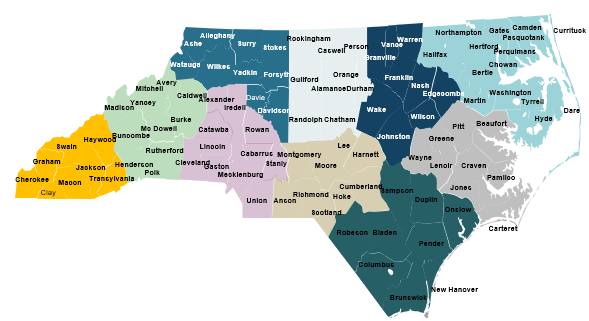 Alleghany
Ashe
Surry
Stokes
Rockingham
Caswell
Person
Vance
Warren
Northampton
Gates
Camden
Currituck
Pasquotank
Watauga
Wilkes
Yadkin
Forsyth
Guilford
Orange
Granville
Halifax
Hertford
Perquimans
Chowan
Avery
Mitchell
Caldwell
Alexander
Davie
Alamance
Durham
Franklin
Nash
Bertie
Madison
Yancey
Iredell
Davidson
Randolph
Chatham
Wake
Edgecombe
Martin
Washington
Tyrrell
Dare
Buncombe
Mc Dowell
Burke
Catawba
Rowan
Wilson
Pitt
Beaufort
Hyde
Haywood
Swain
Rutherford
Lincoln
Cabarrus
Montgomery
Lee
Harnett
Johnston
Greene
Graham
Jackson
Henderson
Cleveland
Gaston
Stanly
Moore
Wayne
Lenoir
Craven
Pamlico
Cherokee
Macon
Transylvania
Polk
Mecklenburg
Clay
Union
Anson
Richmond
Hoke
Cumberland
Sampson
Duplin
Jones
Scotland
Onslow
Carteret
Robeson
Bladen
Pender
Columbus
Brunswick
New Hanover